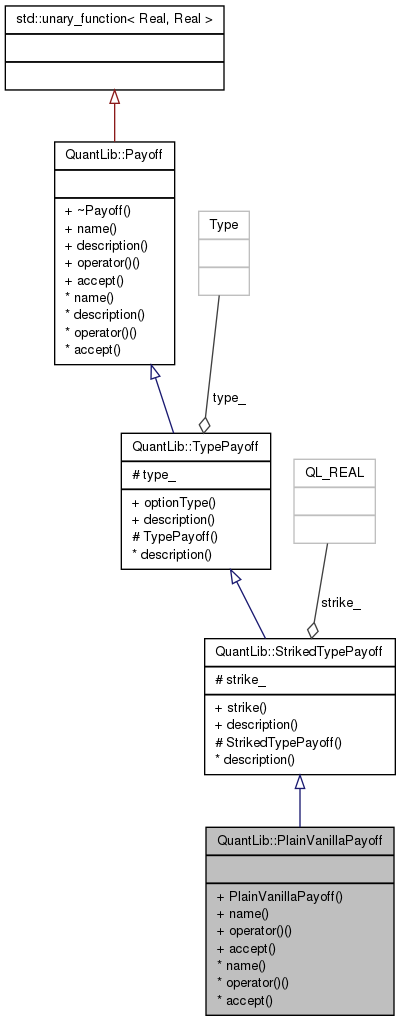 std::unary_function< Real, Real >
QuantLib::Payoff
+ ~Payoff()
+ name()
+ description()
+ operator()()
+ accept()
* name()
* description()
* operator()()
* accept()
Type
type_
QuantLib::TypePayoff
# type_
+ optionType()
+ description()
# TypePayoff()
* description()
QL_REAL
strike_
QuantLib::StrikedTypePayoff
# strike_
+ strike()
+ description()
# StrikedTypePayoff()
* description()
QuantLib::PlainVanillaPayoff
+ PlainVanillaPayoff()
+ name()
+ operator()()
+ accept()
* name()
* operator()()
* accept()